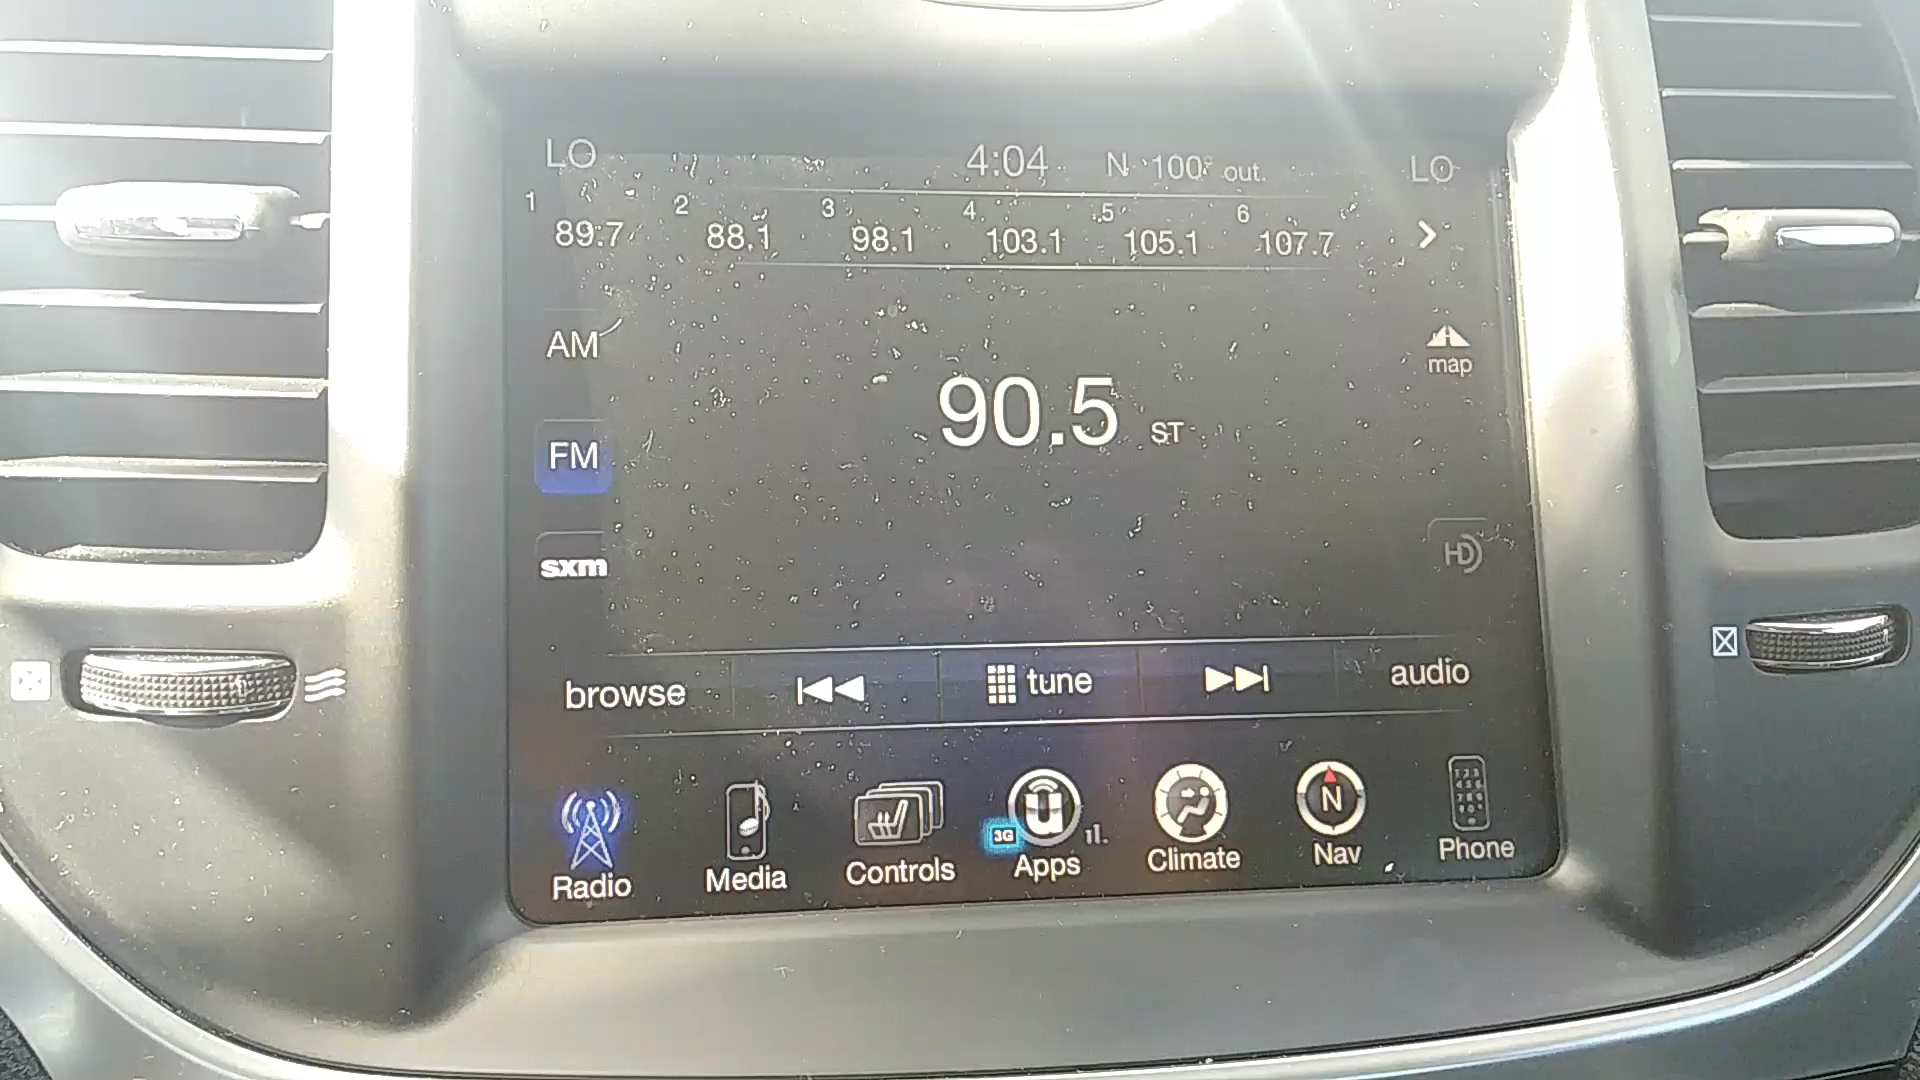 LO 4:04 N 100° out. LO
1 2 3 4 5 6
89.7 88.1 98.1 103.1 105.1 107.7
AM
map
90.5 ST
FM
HD
sxm
browse tune audio
3G
N
Radio Media Controls Apps Climate Nav Phone